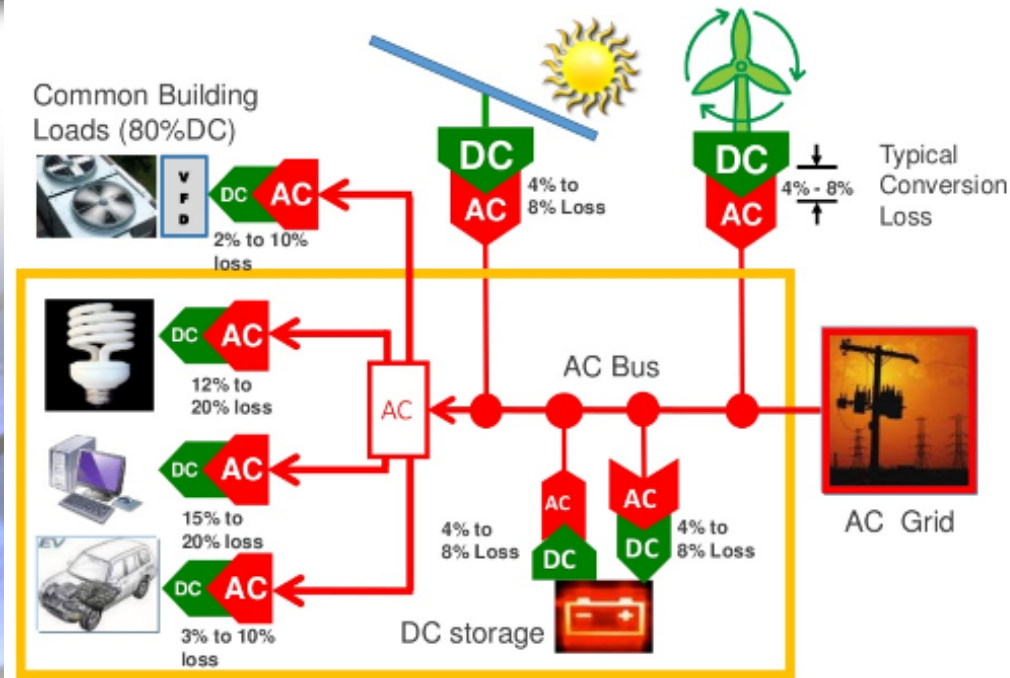 Common Building
Loads (80%DC)
V
F
D
DC
AC
2% to 10%
loss
DC
AC
4% to
8% Loss
DC
AC
4% - 8%
Typical
Conversion
Loss
DC
AC
12% to
20% loss
DC
AC
15% to
20% loss
EV
DC
AC
3% to 10%
loss
AC
AC Bus
AC
DC
4% to
8% Loss
AC
DC
4% to
8% Loss
DC storage
AC Grid